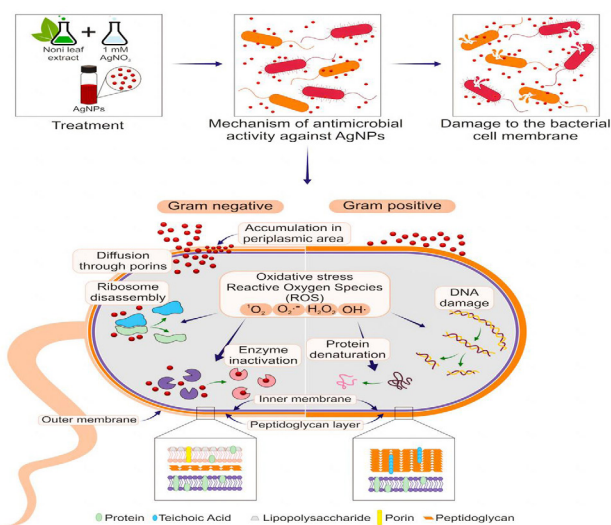 Noni leaf
extract
+
1 mM
AgNO₃
AgNPs
Treatment
Mechanism of antimicrobial
activity against AgNPs
Damage to the bacterial
cell membrane
Gram negative
Gram positive
Accumulation in
periplasmic area
Diffusion
through porins
Ribosome
disassembly
Oxidative stress
Reactive Oxygen Species
(ROS)
¹O₂ O₂·⁻ H₂O₂ OH·
DNA
damage
Enzyme
inactivation
Protein
denaturation
Inner membrane
Outer membrane
Peptidoglycan layer
Protein Teichoic Acid Lipopolysaccharide Porin Peptidoglycan